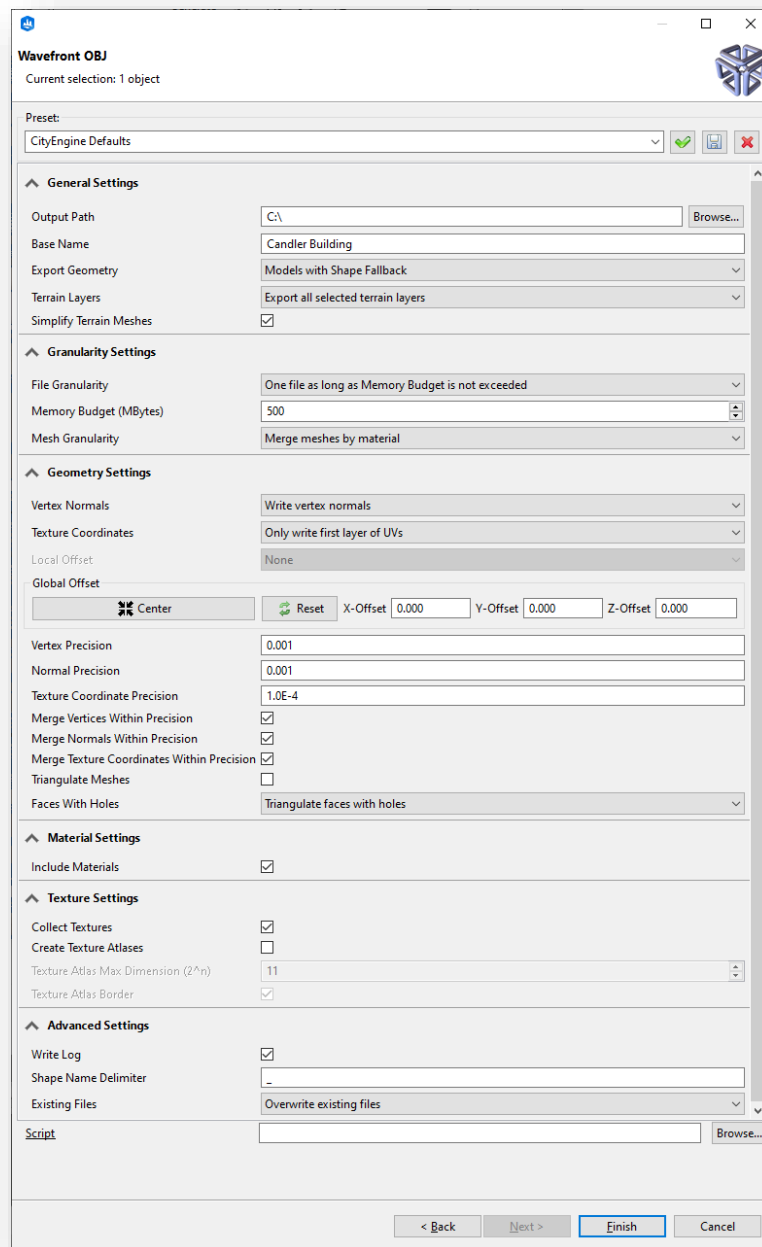 Wavefront OBJ
Current selection: 1 object
Preset:
CityEngine Defaults
General Settings
Output Path C:\ Browse...
Base Name Candler Building
Export Geometry Models with Shape Fallback
Terrain Layers Export all selected terrain layers
Simplify Terrain Meshes
Granularity Settings
File Granularity One file as long as Memory Budget is not exceeded
Memory Budget (MBytes) 500
Mesh Granularity Merge meshes by material
Geometry Settings
Vertex Normals Write vertex normals
Texture Coordinates Only write first layer of UVs
Local Offset None
Global Offset
Center Reset X-Offset 0.000 Y-Offset 0.000 Z-Offset 0.000
Vertex Precision 0.001
Normal Precision 0.001
Texture Coordinate Precision 1.0E-4
Merge Vertices Within Precision
Merge Normals Within Precision
Merge Texture Coordinates Within Precision
Triangulate Meshes
Faces With Holes Triangulate faces with holes
Material Settings
Include Materials
Texture Settings
Collect Textures
Create Texture Atlases
Texture Atlas Max Dimension (2^n) 11
Texture Atlas Border
Advanced Settings
Write Log
Shape Name Delimiter _
Existing Files Overwrite existing files
Script Browse...
< Back Next > Finish Cancel